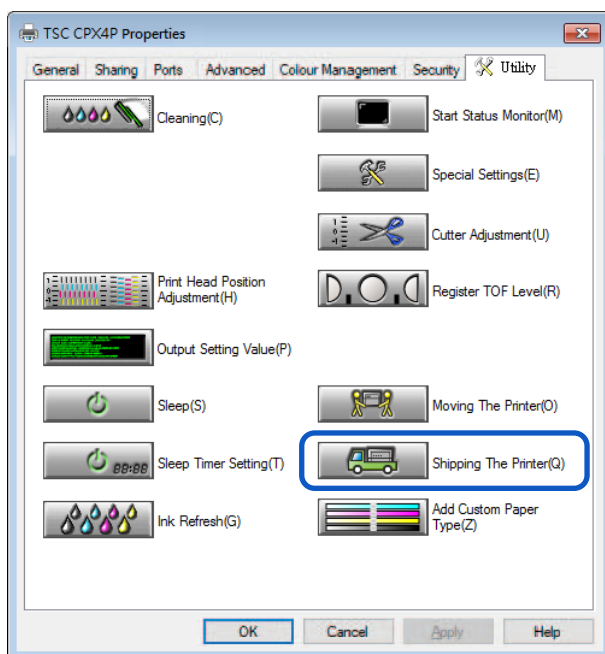 TSC CPX4P Properties
General Sharing Ports Advanced Colour Management Security Utility
Cleaning(C)
Start Status Monitor(M)
Special Settings(E)
Cutter Adjustment(U)
Print Head Position
Adjustment(H)
Register TOF Level(R)
Output Setting Value(P)
Sleep(S)
Moving The Printer(O)
88:88
Sleep Timer Setting(T)
Shipping The Printer(Q)
Ink Refresh(G)
Add Custom Paper
Type(Z)
OK Cancel Apply Help